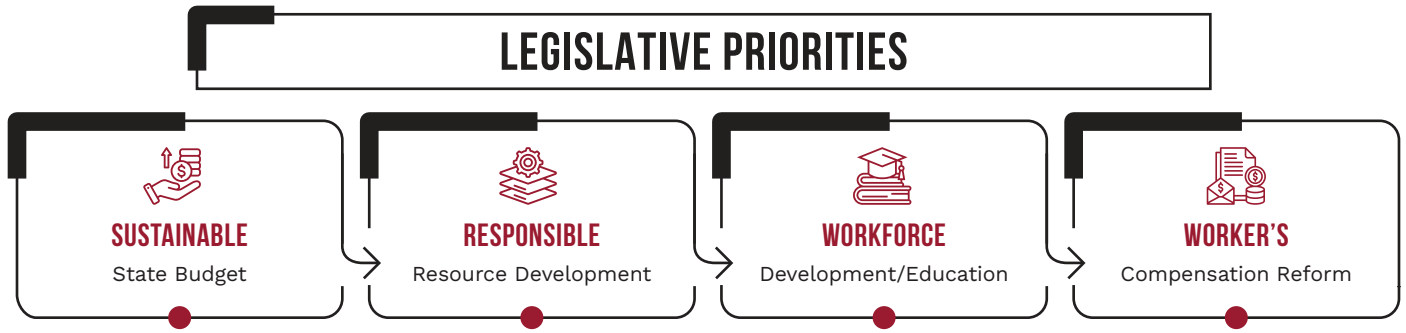 LEGISLATIVE PRIORITIES
SUSTAINABLE
State Budget
RESPONSIBLE
Resource Development
WORKFORCE
Development/Education
WORKER'S
Compensation Reform